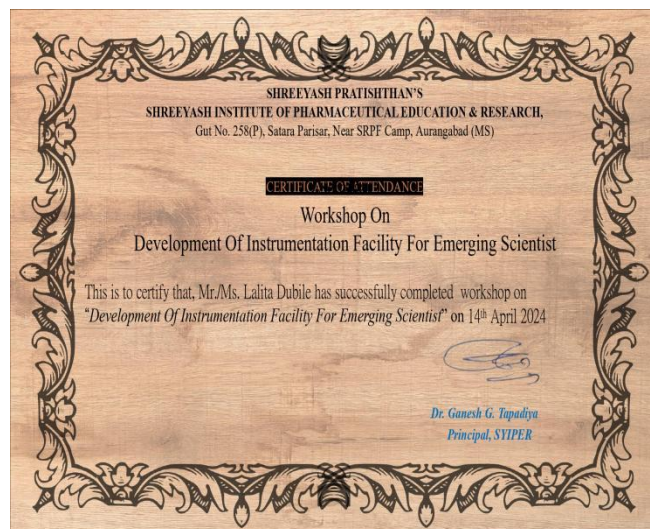 SHREEYASH PRATISHTHAN'S
SHREEYASH INSTITUTE OF PHARMACEUTICAL EDUCATION & RESEARCH,
Gut No. 258(P), Satara Parisar, Near SRPF Camp, Aurangabad (MS)
CERTIFICATE OF ATTENDANCE
Workshop On
Development Of Instrumentation Facility For Emerging Scientist
This is to certify that, Mr./Ms. Lalita Dubile has successfully completed workshop on
"Development Of Instrumentation Facility For Emerging Scientist" on 14th April 2024
Dr. Ganesh G. Tapadiya
Principal, SYIPER